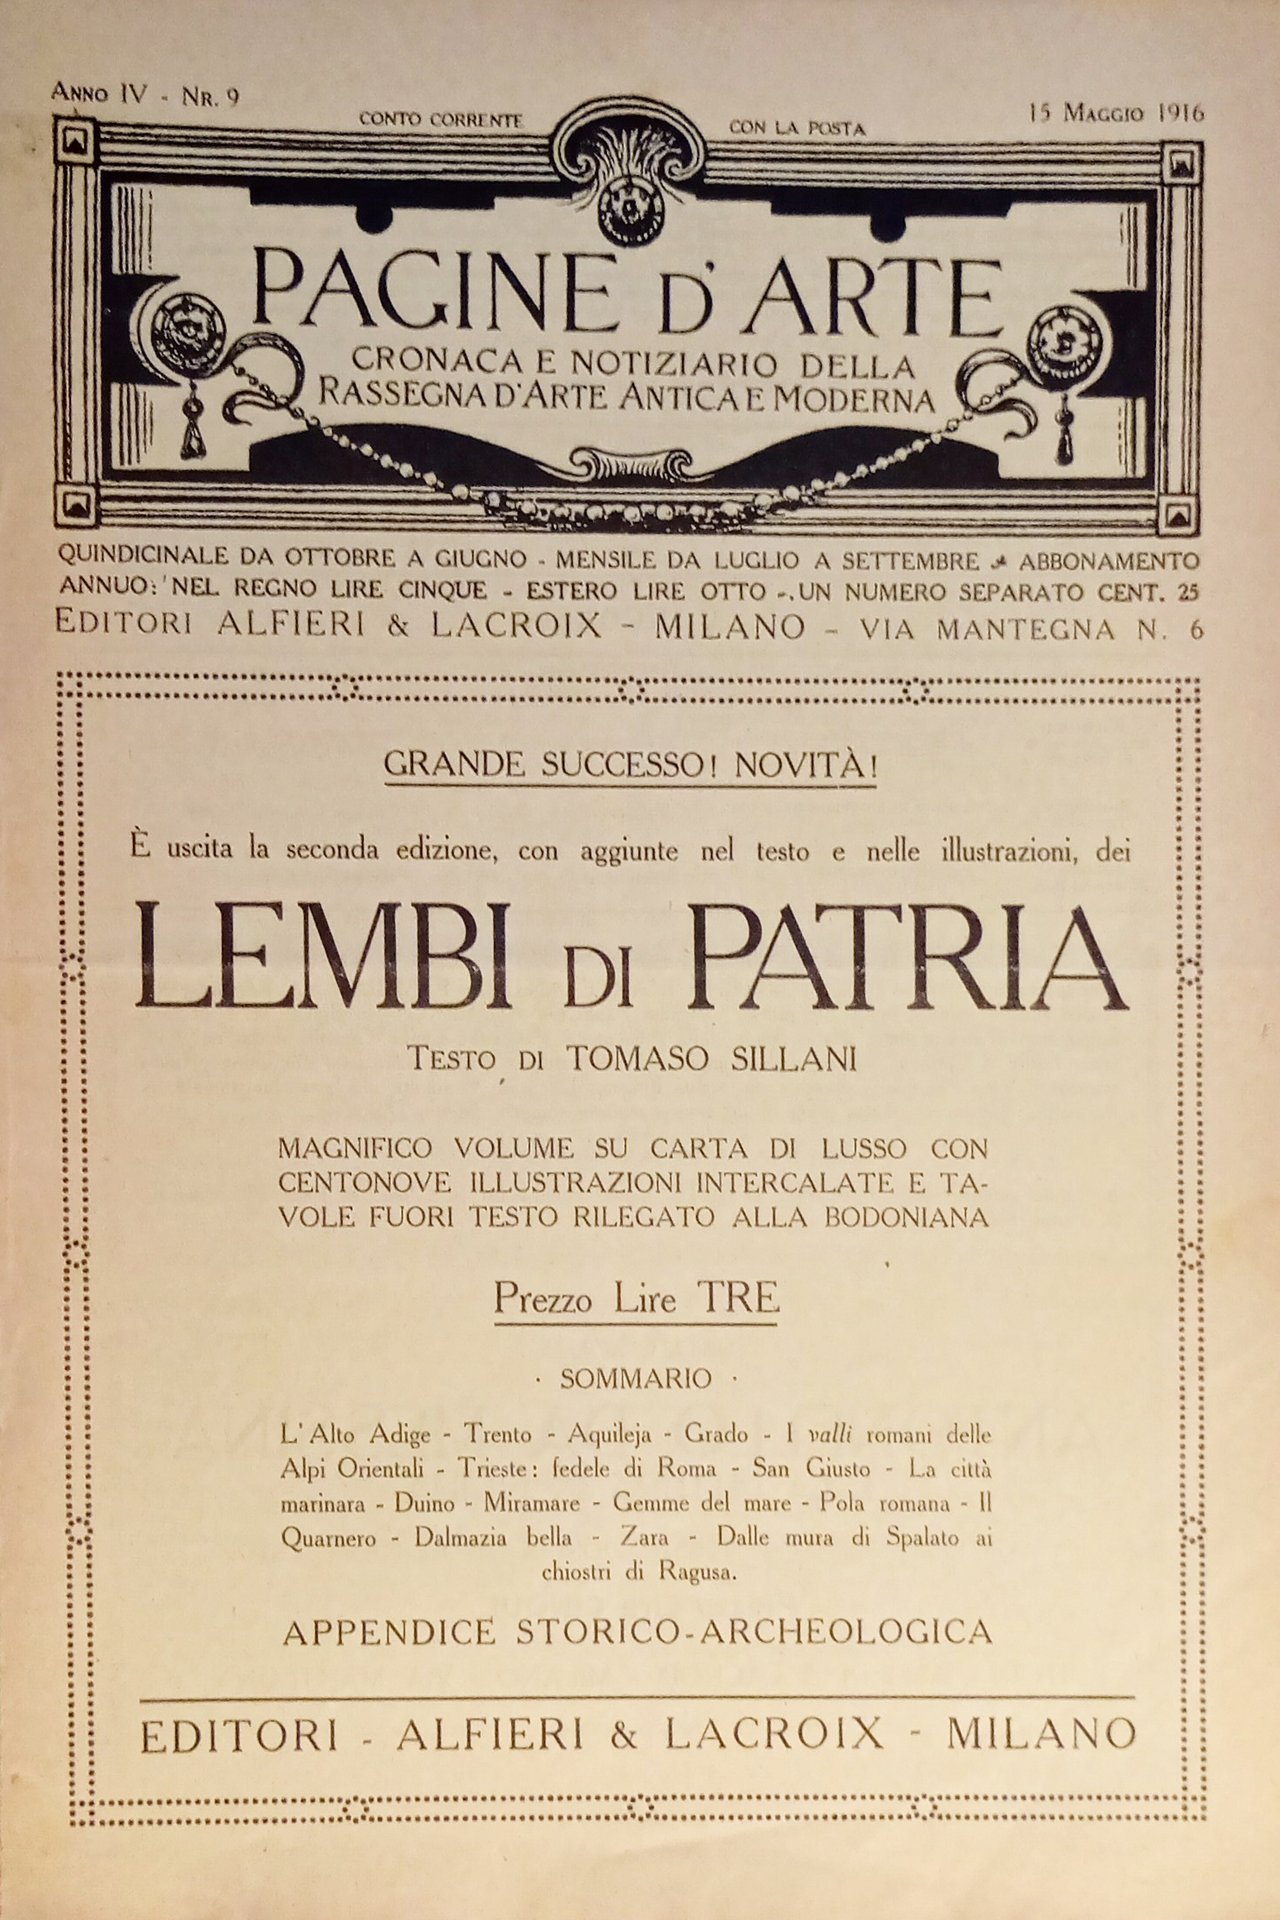 ANNO IV - NR. 9
CONTO CORRENTE CON LA POSTA
15 MAGGIO 1916
PAGINE D'ARTE
CRONACA E NOTIZIARIO DELLA
RASSEGNA D'ARTE ANTICA E MODERNA
QUINDICINALE DA OTTOBRE A GIUGNO - MENSILE DA LUGLIO A SETTEMBRE - ABBONAMENTO
ANNUO: NEL REGNO LIRE CINQUE - ESTERO LIRE OTTO - UN NUMERO SEPARATO CENT. 25
EDITORI ALFIERI & LACROIX - MILANO - VIA MANTEGNA N. 6
GRANDE SUCCESSO! NOVITÀ!
È uscita la seconda edizione, con aggiunte nel testo e nelle illustrazioni, dei
LEMBI DI PATRIA
TESTO DI TOMASO SILLANI
MAGNIFICO VOLUME SU CARTA DI LUSSO CON
CENTONOVE ILLUSTRAZIONI INTERCALATE E TA-
VOLE FUORI TESTO RILEGATO ALLA BODONIANA
Prezzo Lire TRE
· SOMMARIO ·
L'Alto Adige - Trento - Aquileja - Grado - I valli romani delle
Alpi Orientali - Trieste: fedele di Roma - San Giusto - La città
marinara - Duino - Miramare - Gemme del mare - Pola romana - Il
Quarnero - Dalmazia bella - Zara - Dalle mura di Spalato ai
chiostri di Ragusa.
APPENDICE STORICO-ARCHEOLOGICA
EDITORI - ALFIERI & LACROIX - MILANO